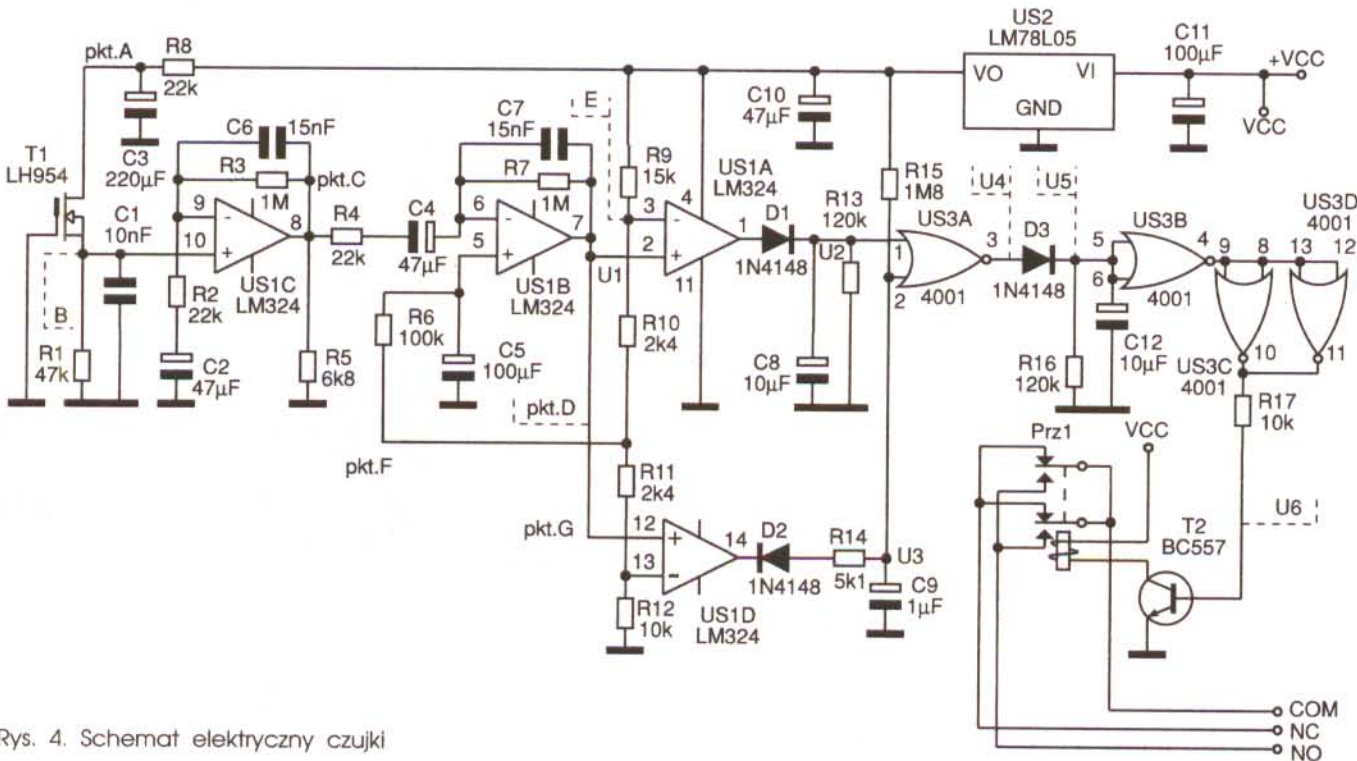 US2
LM78L05
C11
100µF
+VCC
VCC
VO
VI
GND
pkt.A
R8
22k
C3
220µF
T1
LH954
C6
15nF
R3
1M
pkt.C
C1
10nF
9
-
10
+
8
US1C
LM324
B
R1
47k
R2
22k
C2
47µF
R5
6k8
R4
22k
C4
47µF
C7
15nF
R7
1M
6
-
5
+
7
US1B
LM324
U1
R6
100k
C5
100µF
pkt.D
pkt.F
pkt.G
E
R9
15k
3
-
2
+
4
11
1
US1A
LM324
R10
2k4
R11
2k4
R12
10k
12
+
13
-
14
US1D
LM324
D2
1N4148
R14
5k1
U3
C9
1µF
C10
47µF
D1
1N4148
R13
120k
U2
C8
10µF
R15
1M8
US3A
1
2
3
4001
U4
D3
1N4148
U5
R16
120k
C12
10µF
US3B
5
6
4
4001
US3D
4001
9
8
13
12
10
11
US3C
4001
R17
10k
Prz1
VCC
U6
T2
BC557
COM
NC
NO
Rys. 4. Schemat elektryczny czujki